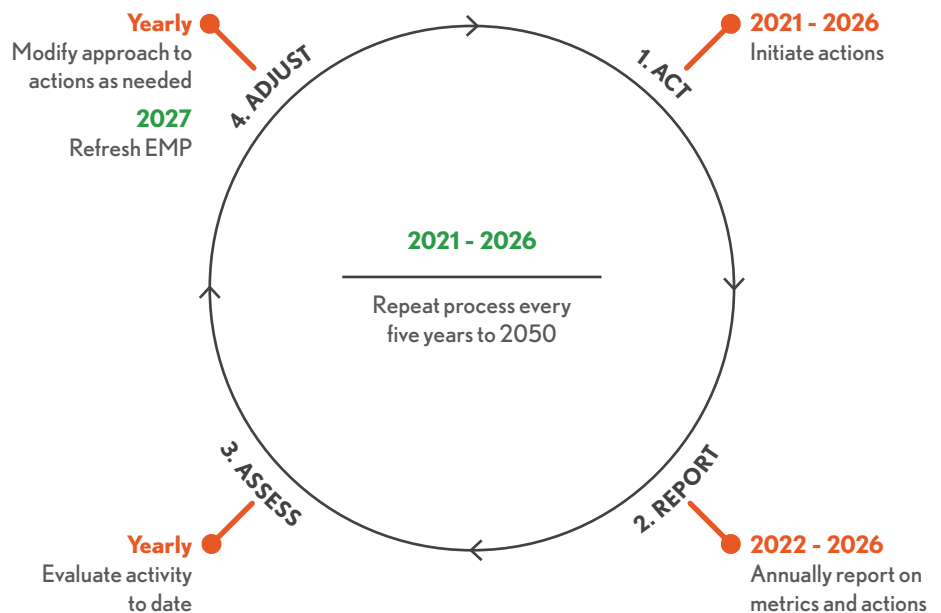 Yearly
Modify approach to
actions as needed
2027
Refresh EMP
4. ADJUST
1. ACT
2021 - 2026
Initiate actions
2021 - 2026
Repeat process every
five years to 2050
3. ASSESS
Yearly
Evaluate activity
to date
2. REPORT
2022 - 2026
Annually report on
metrics and actions